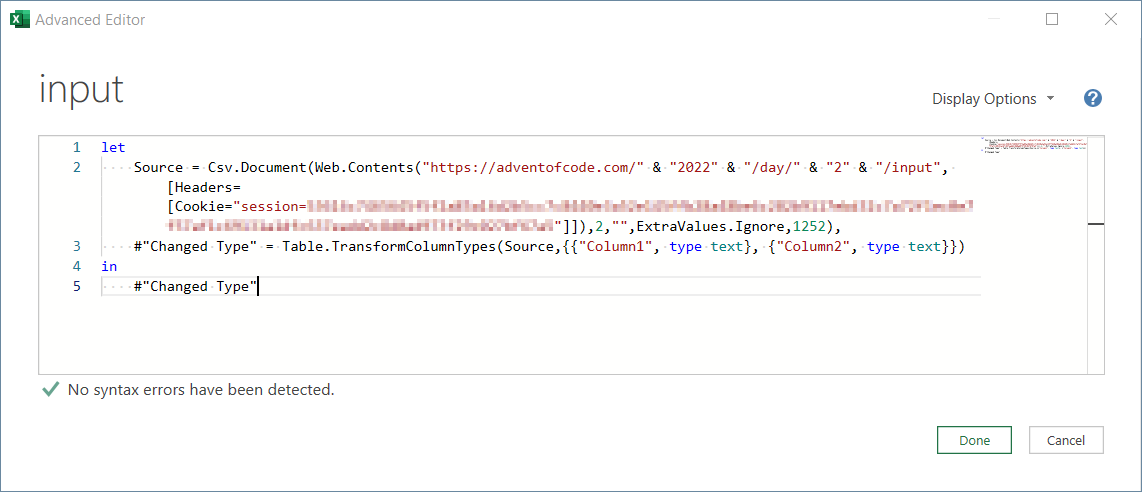 Advanced Editor
input
Display Options
?
1 let
2 Source = Csv.Document(Web.Contents("https://adventofcode.com/" & "2022" & "/day/" & "2" & "/input",
[Headers=
[Cookie="session=
"]]),2,"",ExtraValues.Ignore,1252),
3 #"Changed Type" = Table.TransformColumnTypes(Source,{{"Column1", type text}, {"Column2", type text}})
4 in
5 #"Changed Type"
No syntax errors have been detected.
Done
Cancel